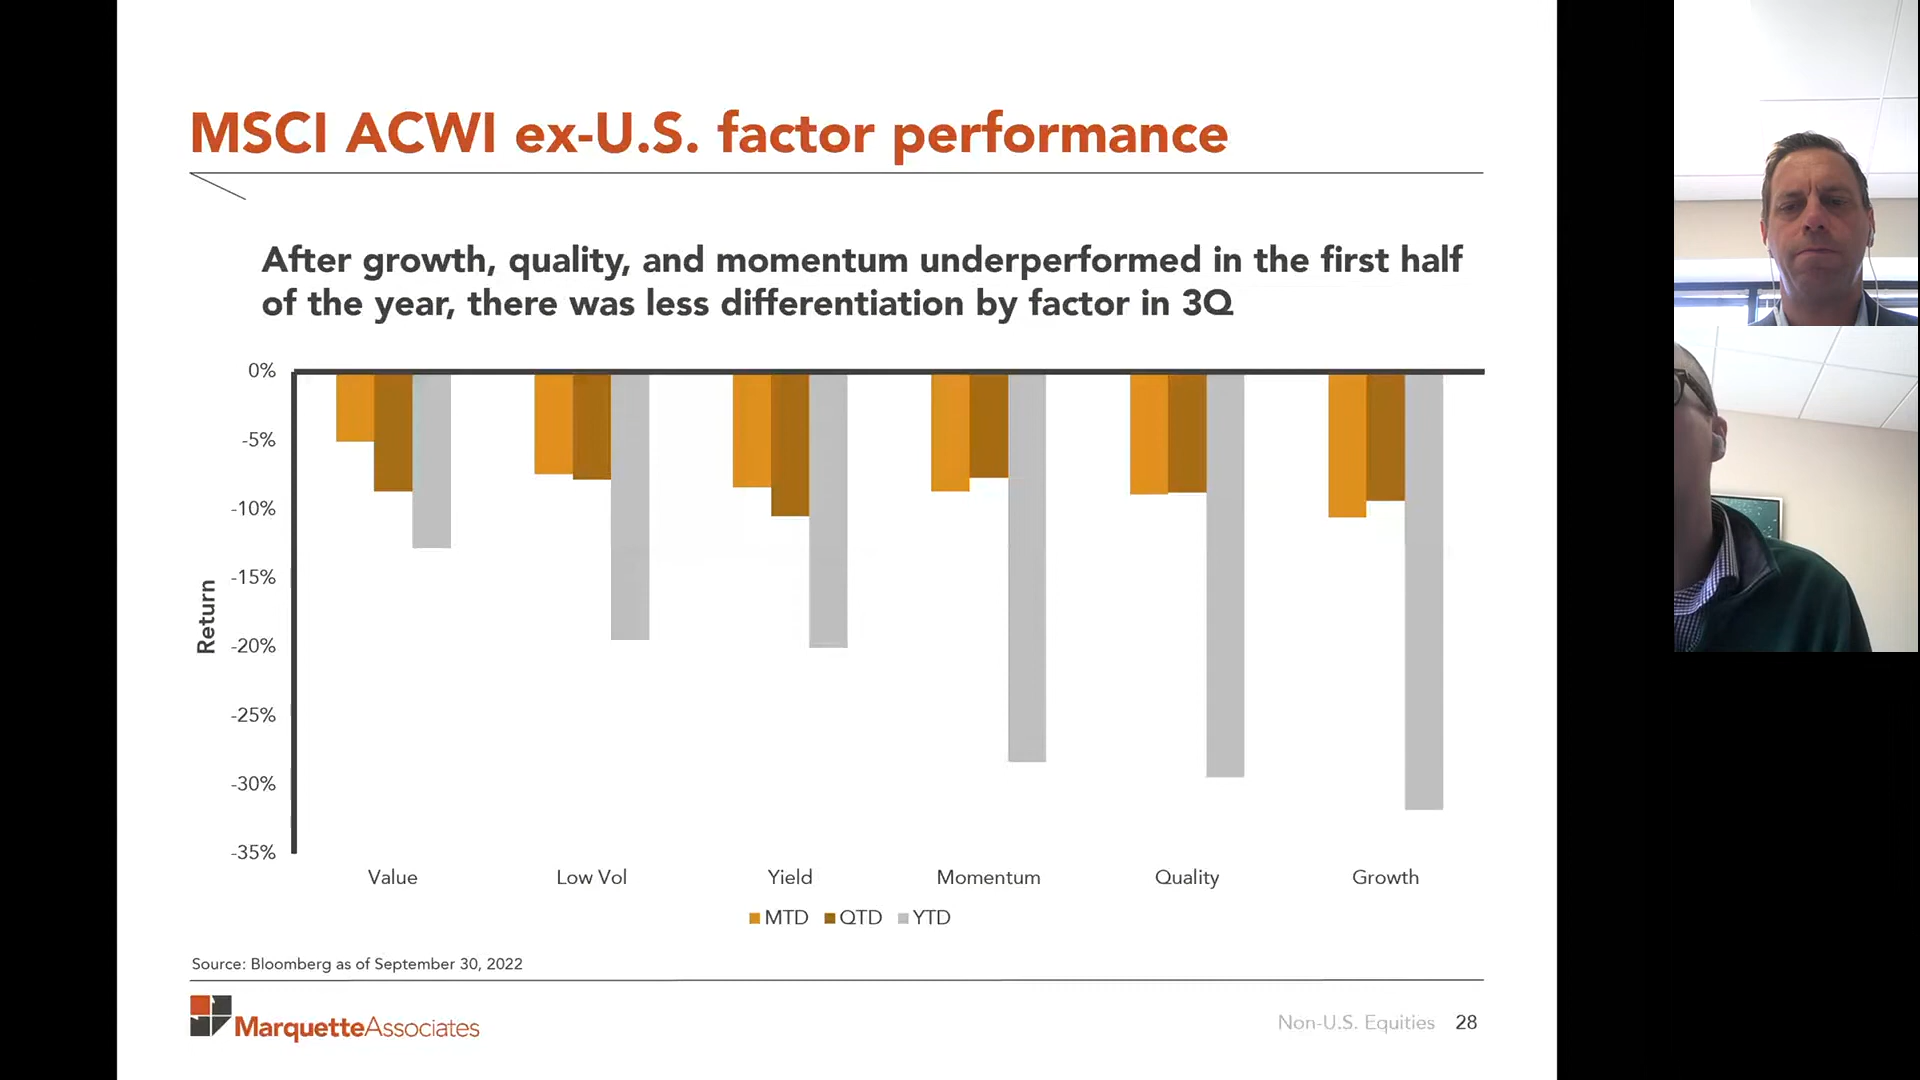 MSCI ACWI ex-U.S. factor performance
After growth, quality, and momentum underperformed in the first half
of the year, there was less differentiation by factor in 3Q
0%
-5%
-10%
-15%
-20%
-25%
-30%
-35%
Return
Value Low Vol Yield Momentum Quality Growth
MTD QTD YTD
Source: Bloomberg as of September 30, 2022
MarquetteAssociates
Non-U.S. Equities 28